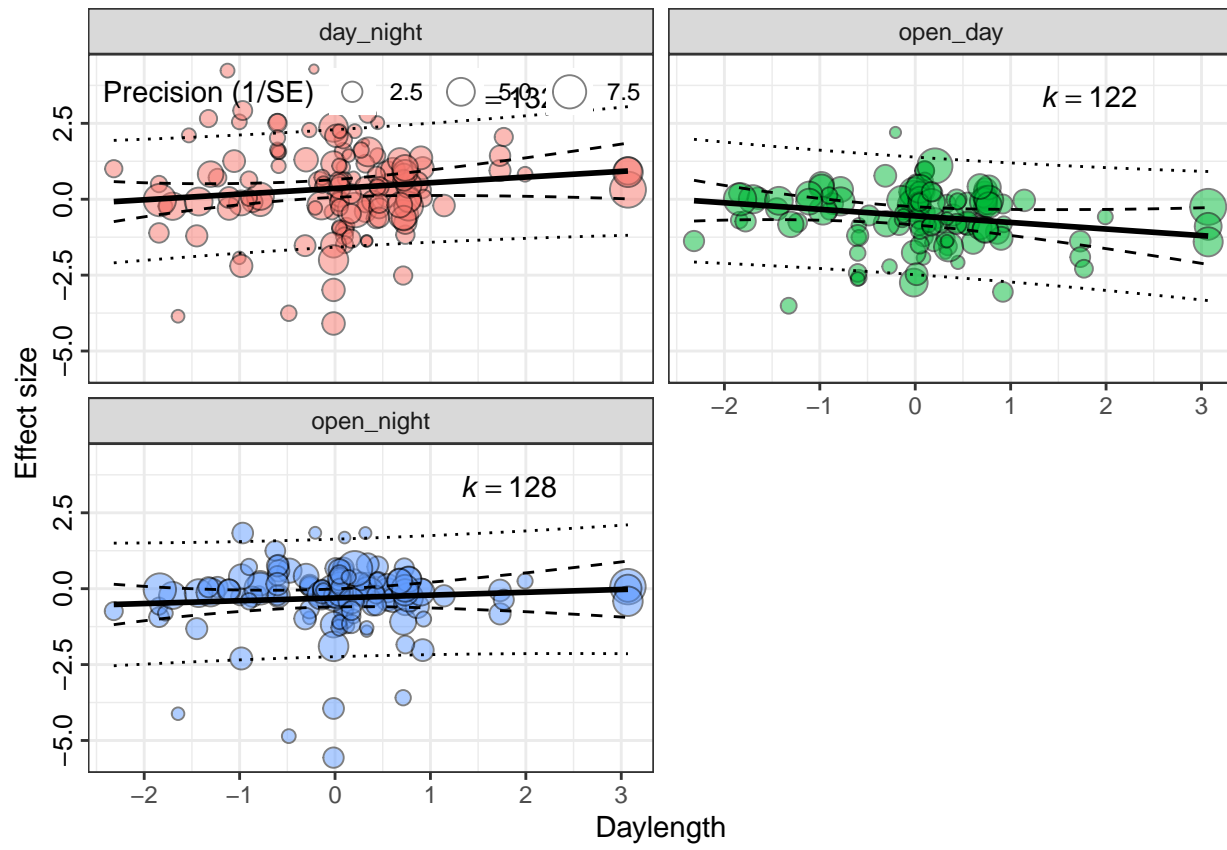 day_night
open_day
Precision (1/SE) 2.5 5.0 7.5
k = 122
2.5
0.0
−2.5
−5.0
−2 −1 0 1 2 3
Effect size
open_night
k = 128
2.5
0.0
−2.5
−5.0
−2 −1 0 1 2 3
Daylength